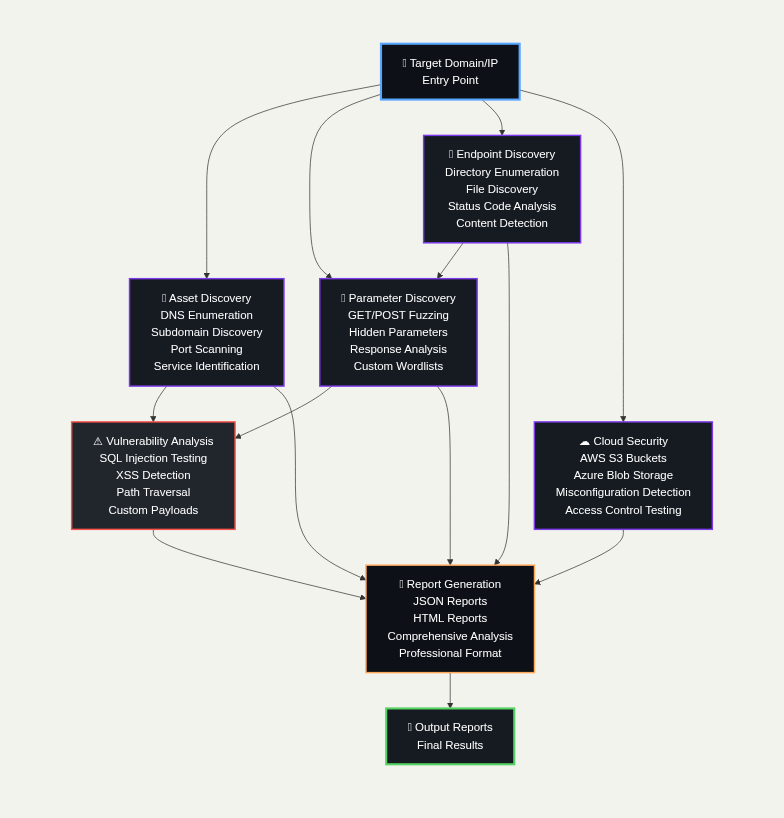 Target Domain/IP
Entry Point
Endpoint Discovery
Directory Enumeration
File Discovery
Status Code Analysis
Content Detection
Asset Discovery
DNS Enumeration
Subdomain Discovery
Port Scanning
Service Identification
Parameter Discovery
GET/POST Fuzzing
Hidden Parameters
Response Analysis
Custom Wordlists
⚠ Vulnerability Analysis
SQL Injection Testing
XSS Detection
Path Traversal
Custom Payloads
☁ Cloud Security
AWS S3 Buckets
Azure Blob Storage
Misconfiguration Detection
Access Control Testing
Report Generation
JSON Reports
HTML Reports
Comprehensive Analysis
Professional Format
Output Reports
Final Results